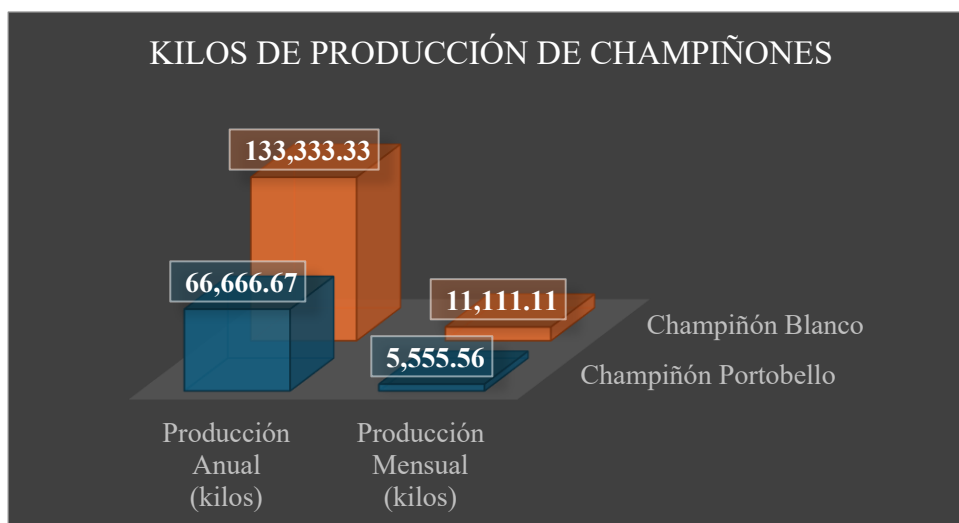 KILOS DE PRODUCCIÓN DE CHAMPIÑONES
133,333.33
66,666.67
11,111.11
5,555.56
Champiñón Blanco
Champiñón Portobello
Producción
Anual
(kilos)
Producción
Mensual
(kilos)